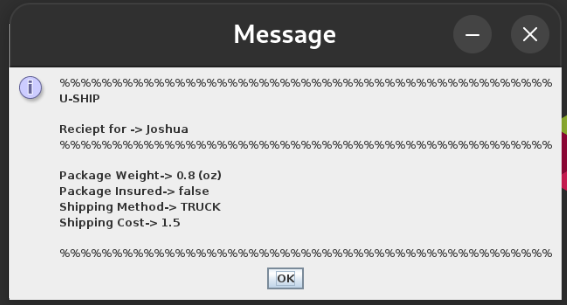 Message
%%%%%%%%%%%%%%%%%%%%%%%%%%%%%%%%%%%%%%%%%%%%%%%
U-SHIP
Reciept for -> Joshua
%%%%%%%%%%%%%%%%%%%%%%%%%%%%%%%%%%%%%%%%%%%%%%%
Package Weight-> 0.8 (oz)
Package Insured-> false
Shipping Method-> TRUCK
Shipping Cost-> 1.5
%%%%%%%%%%%%%%%%%%%%%%%%%%%%%%%%%%%%%%%%%%%%%%%
OK